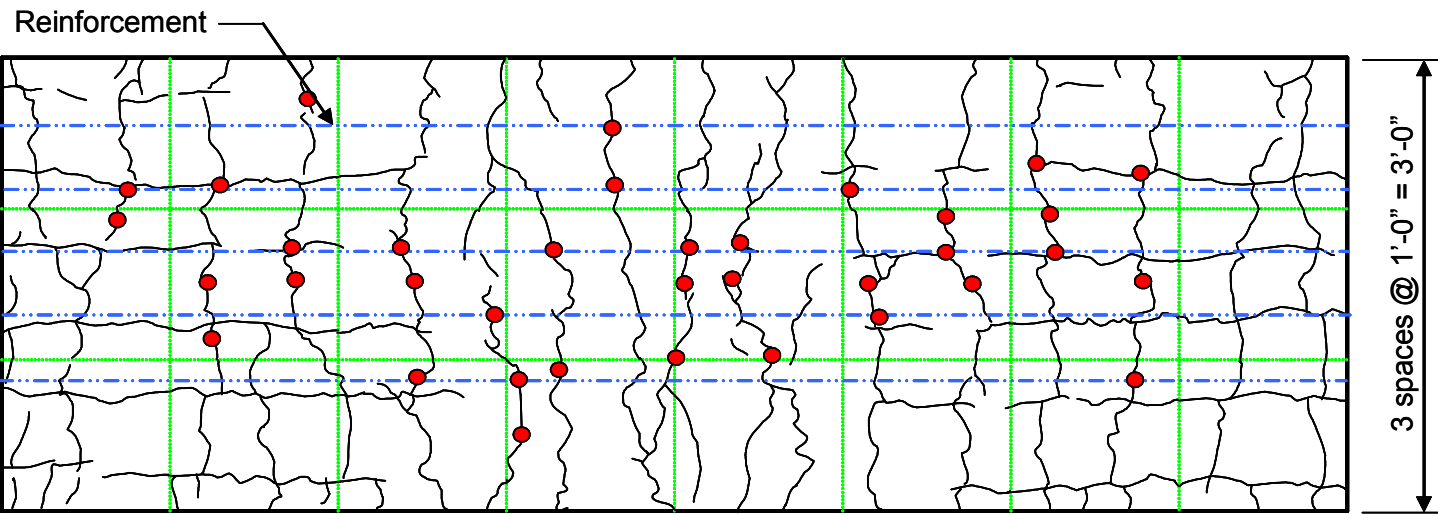 Reinforcement
3 spaces @ 1’-0” = 3’-0”